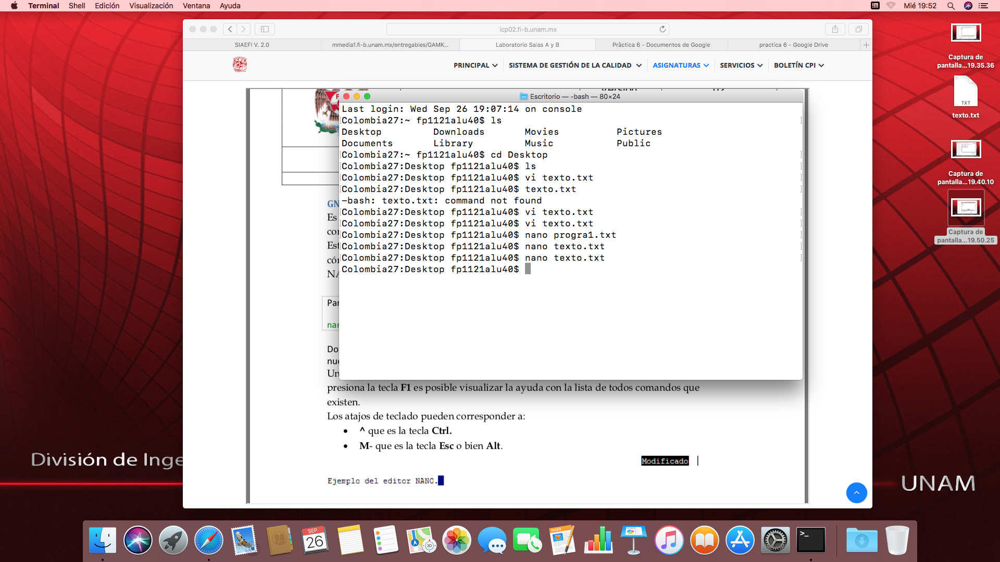 Terminal Shell Edición Visualización Ventana Ayuda Mié 19:52
lcp02.fi-b.unam.mx
SIAEFI V. 2.0 mmedia1.fi-b.unam.mx/entregables/GAMK... Laboratorio Salas A y B Pràctica 6 - Documentos de Google practica 6 - Google Drive
PRINCIPAL SISTEMA DE GESTIÓN DE LA CALIDAD ASIGNATURAS SERVICIOS BOLETÍN CPI
Escritorio — -bash — 80×24
Last login: Wed Sep 26 19:07:14 on console
Colombia27:~ fp1121alu40$ ls
Desktop Downloads Movies Pictures
Documents Library Music Public
Colombia27:~ fp1121alu40$ cd Desktop
Colombia27:Desktop fp1121alu40$ ls
Colombia27:Desktop fp1121alu40$ vi texto.txt
Colombia27:Desktop fp1121alu40$ texto.txt
-bash: texto.txt: command not found
Colombia27:Desktop fp1121alu40$ vi texto.txt
Colombia27:Desktop fp1121alu40$ vi texto.txt
Colombia27:Desktop fp1121alu40$ nano progra1.txt
Colombia27:Desktop fp1121alu40$ nano texto.txt
Colombia27:Desktop fp1121alu40$ nano texto.txt
Colombia27:Desktop fp1121alu40$
GN
Es
cor
Est
cór
NA
Par
nan
Do
nue
Un
presiona la tecla F1 es posible visualizar la ayuda con la lista de todos comandos que
existen.
Los atajos de teclado pueden corresponder a:
• ^ que es la tecla Ctrl.
• M- que es la tecla Esc o bien Alt.
Modificado
Ejemplo del editor NANO.
Captura de
pantalla...19.35.36
TXT
texto.txt
Captura de
pantalla...19.40.10
Captura de
pantalla...19.50.25
División de Inge
UNAM
SEP.
26
PAGES
>_